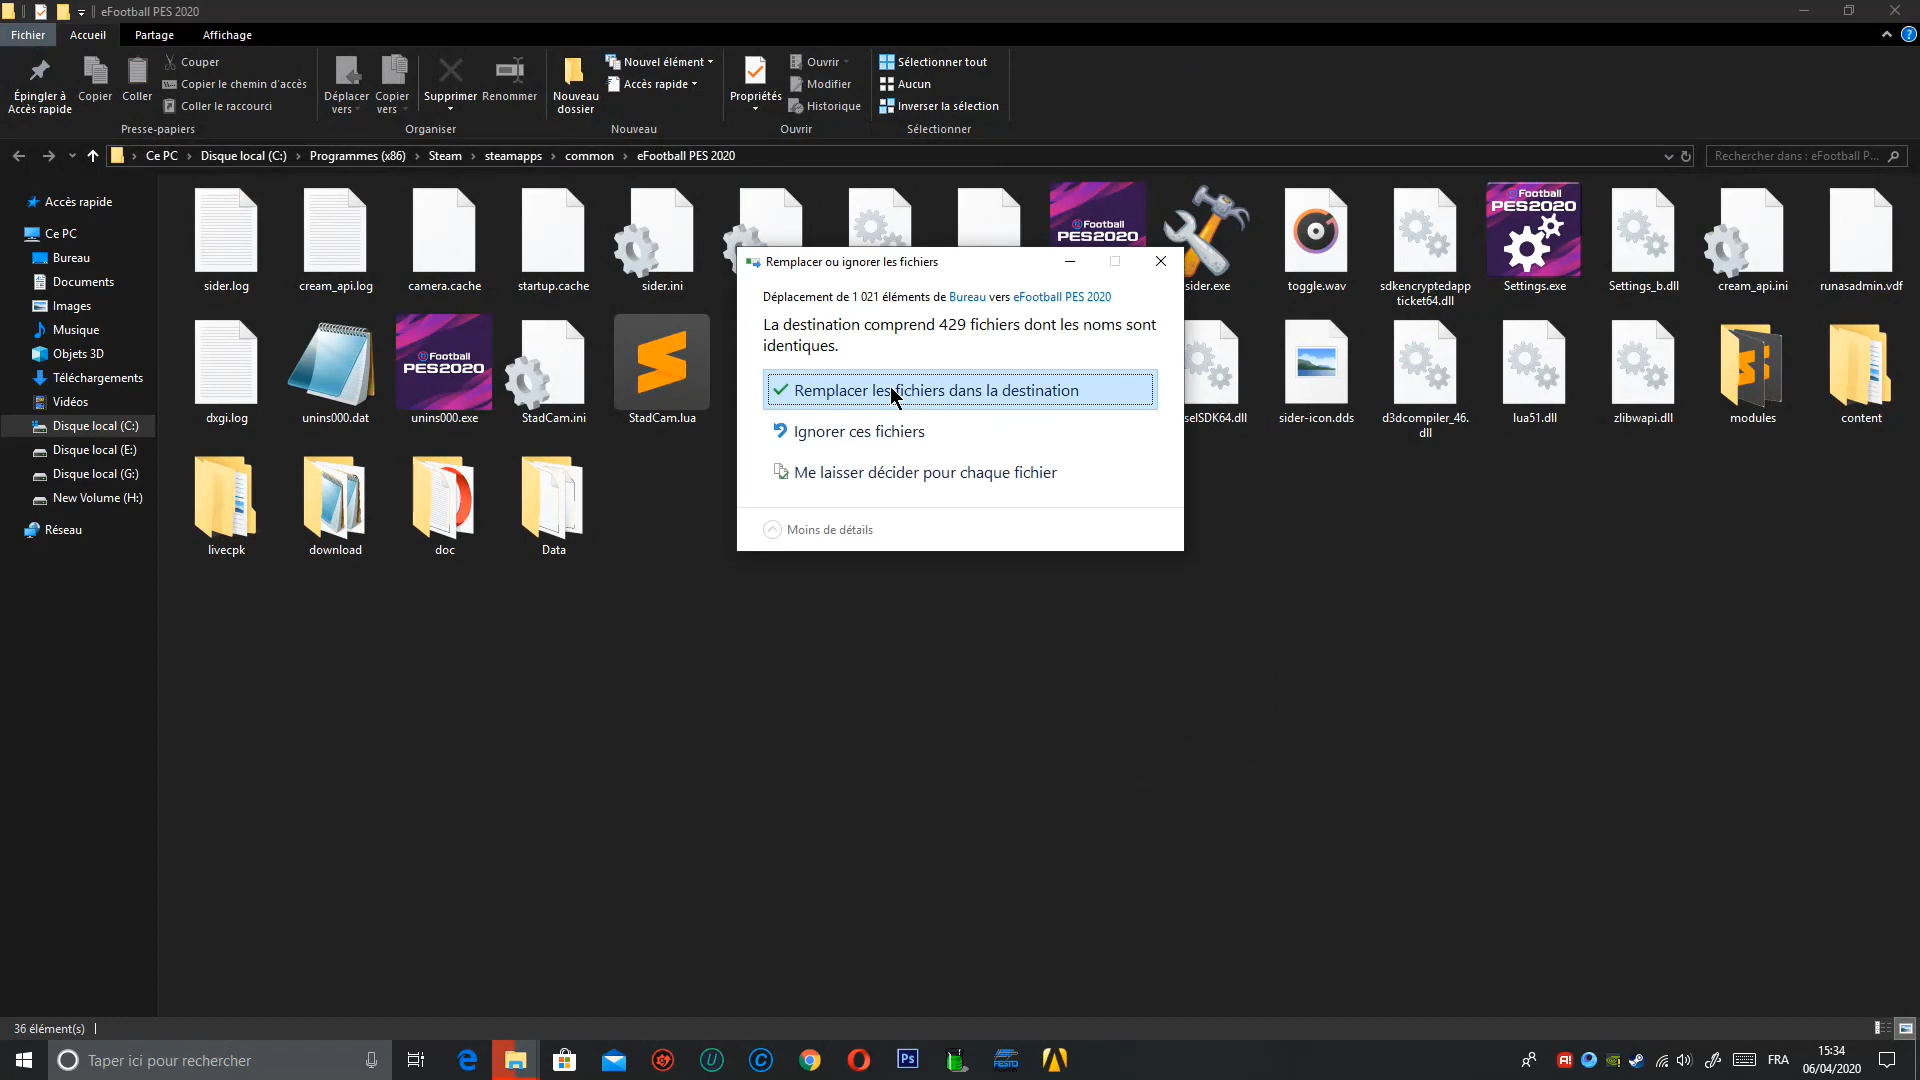 eFootball PES 2020
Fichier Accueil Partage Affichage
Épingler à Accès rapide
Copier
Coller
Couper
Copier le chemin d'accès
Coller le raccourci
Presse-papiers
Déplacer vers
Copier vers
Supprimer
Renommer
Organiser
Nouveau dossier
Nouvel élément
Accès rapide
Nouveau
Propriétés
Ouvrir
Modifier
Historique
Ouvrir
Sélectionner tout
Aucun
Inverser la sélection
Sélectionner
Ce PC > Disque local (C:) > Programmes (x86) > Steam > steamapps > common > eFootball PES 2020
Rechercher dans : eFootball P...
Accès rapide
Ce PC
Bureau
Documents
Images
Musique
Objets 3D
Téléchargements
Vidéos
Disque local (C:)
Disque local (E:)
Disque local (G:)
New Volume (H:)
Réseau
eFootball
PES2020
eFootball
PES2020
sider.log
cream_api.log
camera.cache
startup.cache
sider.ini
sider.exe
toggle.wav
sdkencryptedapp
ticket64.dll
Settings.exe
Settings_b.dll
cream_api.ini
runasadmin.vdf
eFootball
PES2020
dxgi.log
unins000.dat
unins000.exe
StadCam.ini
StadCam.lua
selSDK64.dll
sider-icon.dds
d3dcompiler_46.
dll
lua51.dll
zlibwapi.dll
modules
content
livecpk
download
doc
Data
Remplacer ou ignorer les fichiers
Déplacement de 1 021 éléments de Bureau vers eFootball PES 2020
La destination comprend 429 fichiers dont les noms sont
identiques.
Remplacer les fichiers dans la destination
Ignorer ces fichiers
Me laisser décider pour chaque fichier
Moins de détails
36 élément(s)
Taper ici pour rechercher
Ps
FESTO
FRA
15:34
06/04/2020